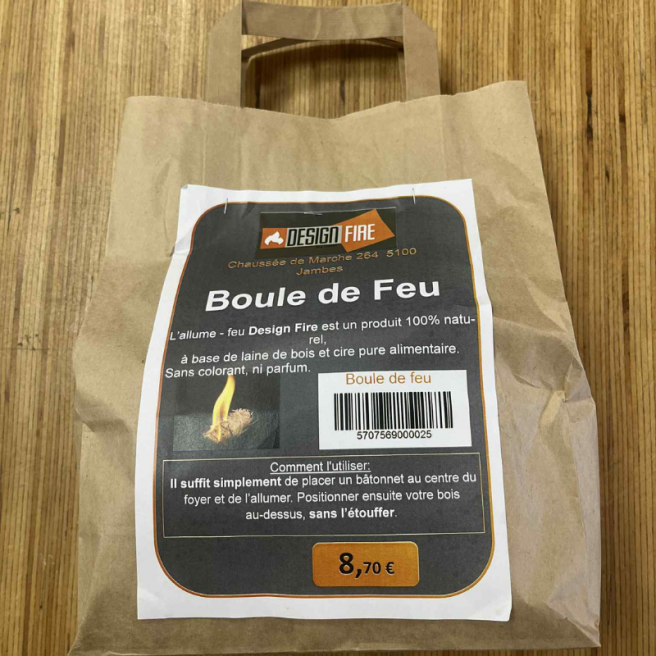 DESIGN FIRE
Chaussée de Marche 264 5100
Jambes
Boule de Feu
L'allume - feu Design Fire est un produit 100% natu-
rel,
à base de laine de bois et cire pure alimentaire.
Sans colorant, ni parfum.
Boule de feu
5707569000025
Comment l'utiliser:
Il suffit simplement de placer un bâtonnet au centre du
foyer et de l'allumer. Positionner ensuite votre bois
au-dessus, sans l'étouffer.
8,70 €